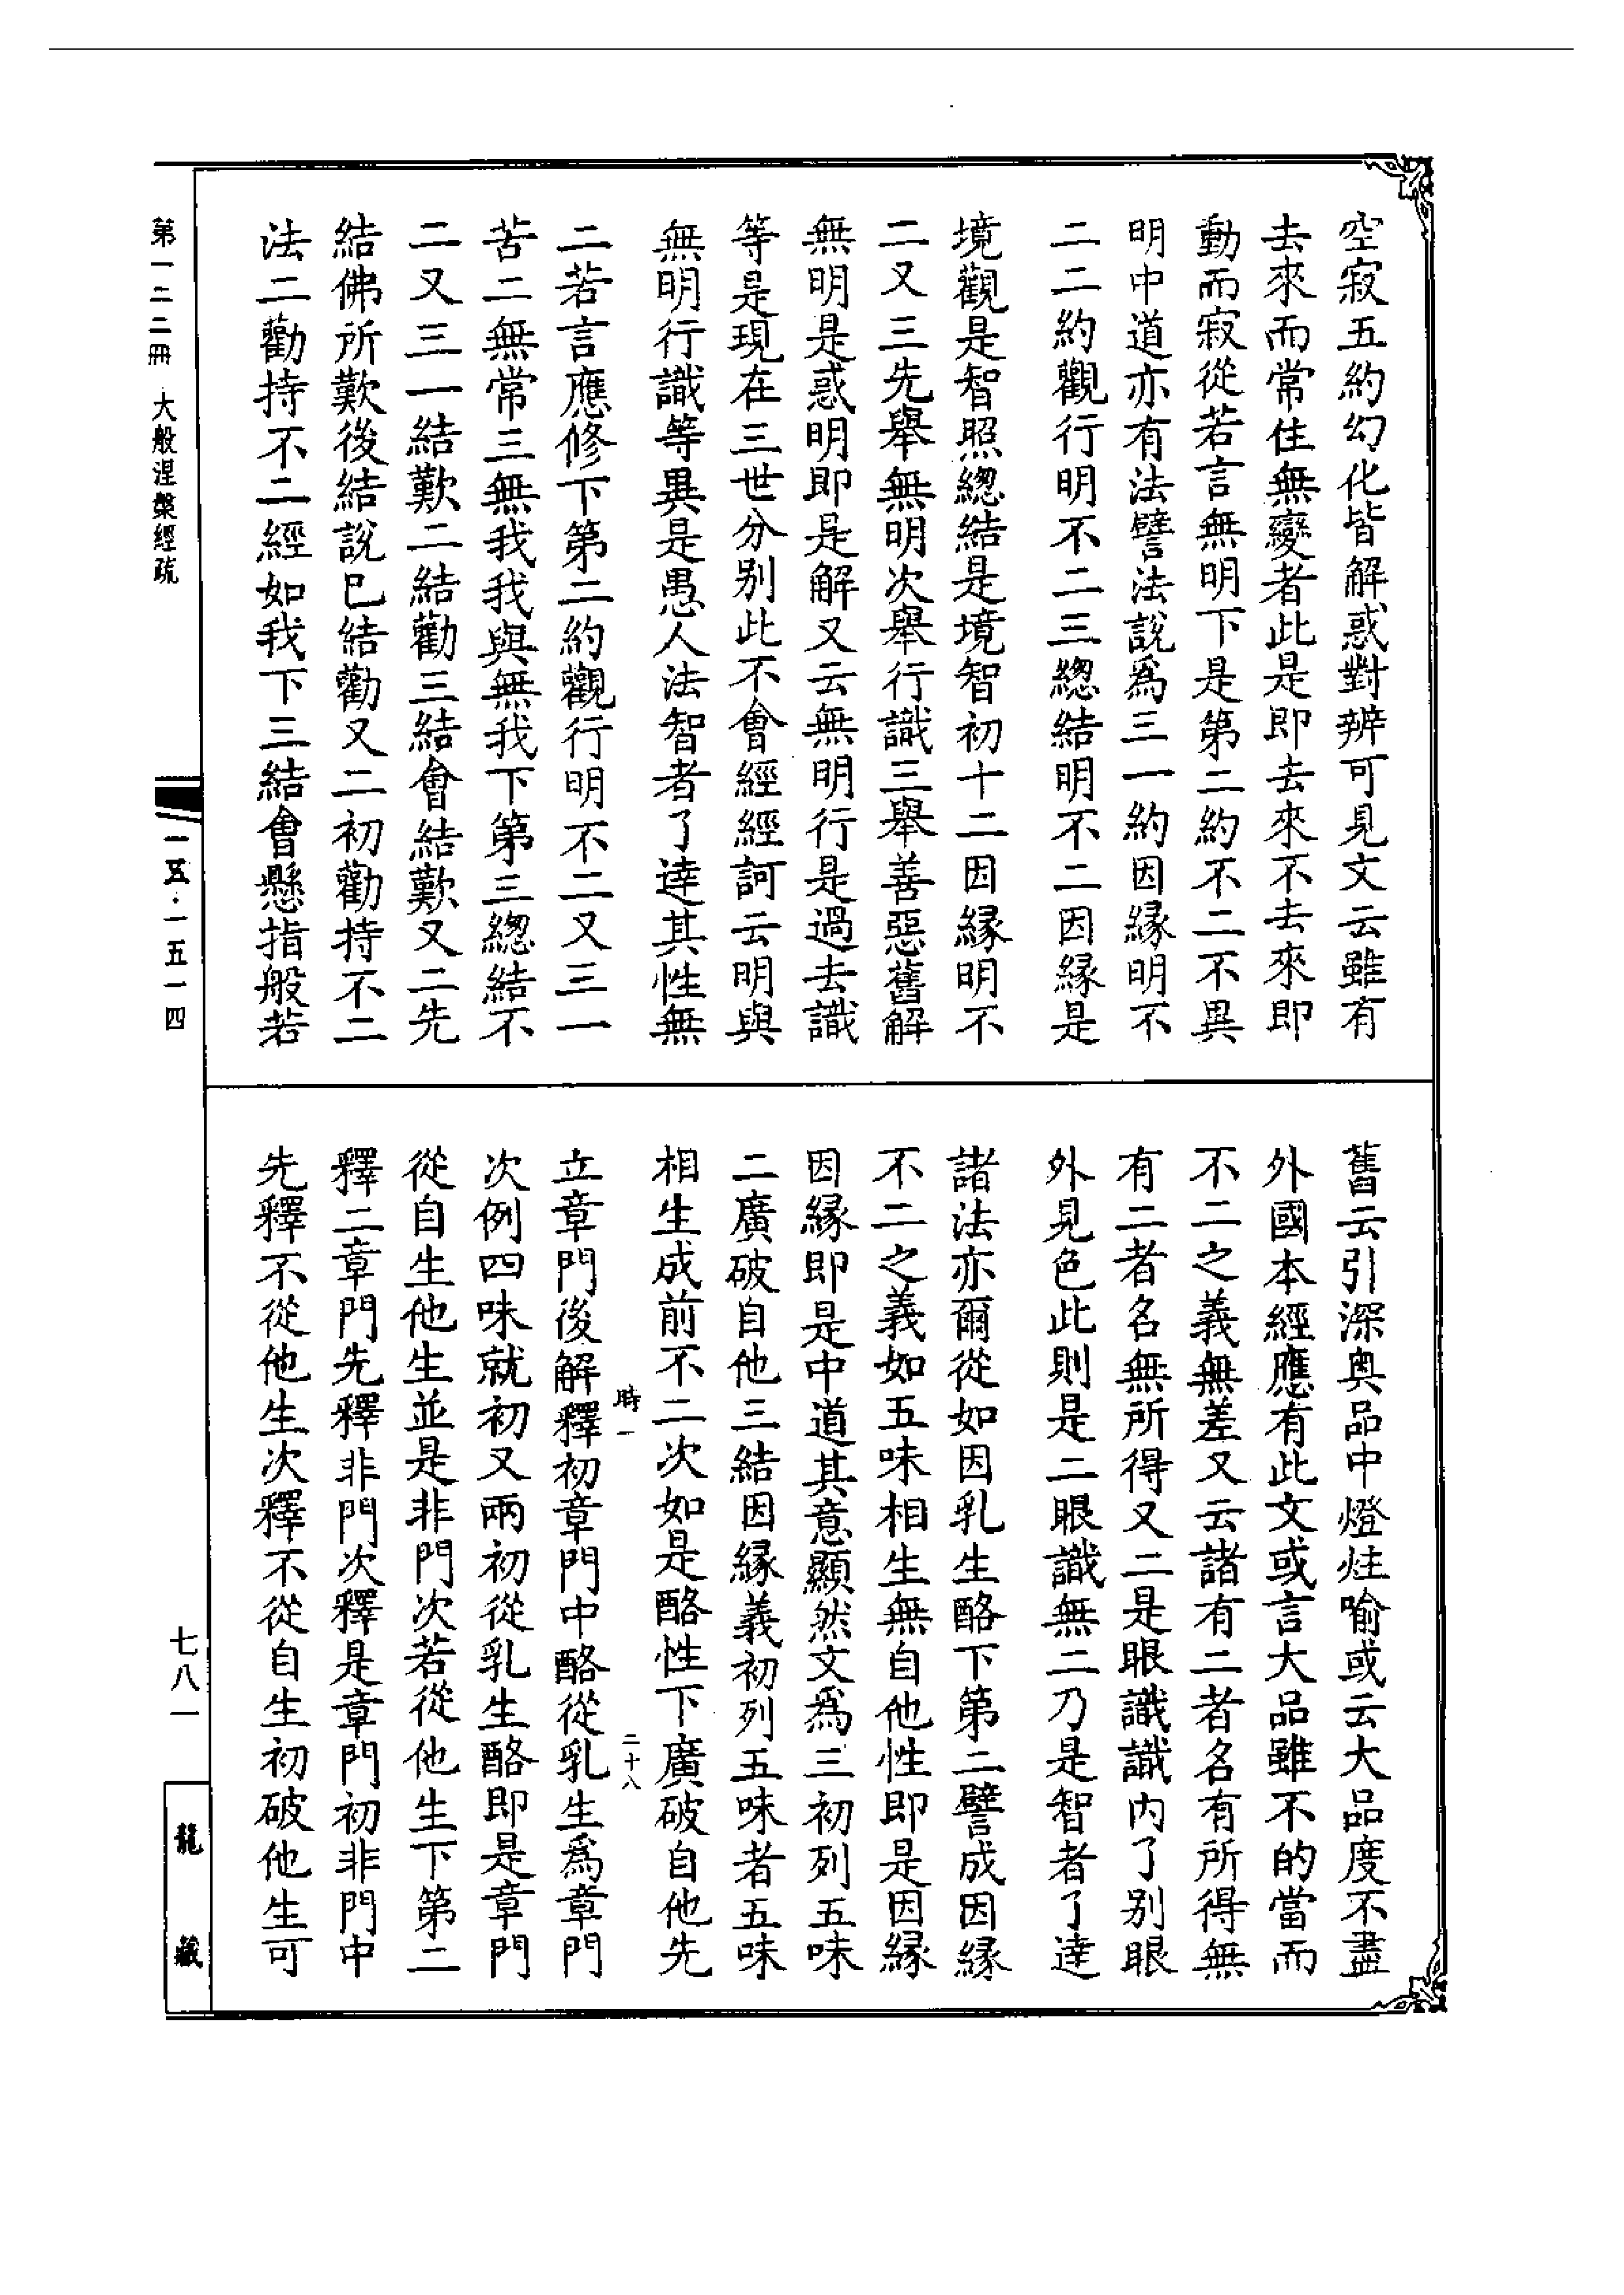 空寂五約幻化皆解惑對辨可見文云雖有
去來而常住無變者此是即去來不去來即
動而寂從若言無明下是第二約不二不異
明中道亦有法譬法說爲三一約因緣明不
二二約觀行明不二三總結明不二因緣是
境觀是智照總結是境智初十二因緣明不
二又三先舉無明次舉行識三舉善惡舊解
無明是惑明即是解又云無明行是過去識
等是現在三世分別此不會經經訶云明與
無明行識等異是愚人法智者了達其性無
二若言應修下第二約觀行明不二又三一
苦二無常三無我我與無我下第三總結不
二又三一結歎二結勸三結會結歎又二先
結佛所歎後結說巳結勸又二初勸持不二
法二勸持不二經如我下三結會懸指般若
舊云引深奧品中燈炷喻或云大品度不盡
外國本經應有此文或言大品雖不的當而
不二之義無差又云諸有二者名有所得無
有二者名無所得又二是眼識識內了別眼
外見色此則是二眼識無二乃是智者了達
諸法亦爾從如因乳生酪下第二譬成因緣
不二之義如五味相生無自他性即是因緣
因緣即是中道其意顯然文爲三初列五味
二廣破自他三結因緣義初列五味者五味
相生成前不二次如是酪性下廣破自他先
時一 二十八
立章門後解釋初章門中酪從乳生爲章門
次例四味就初又兩初從乳生酪即是章門
從自生他生並是非門次若從他生下第二
釋二章門先釋非門次釋是章門初非門中
先釋不從他生次釋不從自生初破他生可
第一二二冊 大般涅槃經疏
一五·一五一四
七八一
龍藏